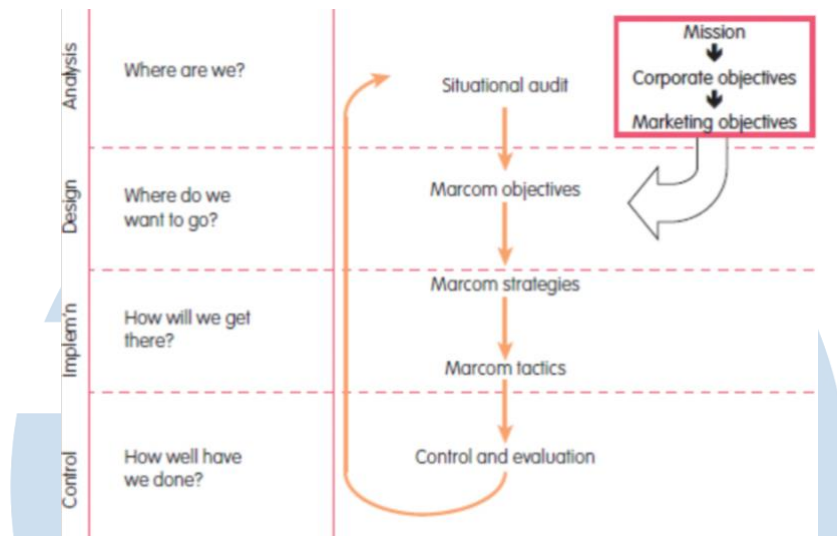 Analysis
Where are we?
Situational audit
Mission
Corporate objectives
Marketing objectives
Design
Where do we
want to go?
Marcom objectives
Implem'n
How will we get
there?
Marcom strategies
Marcom tactics
Control
How well have
we done?
Control and evaluation